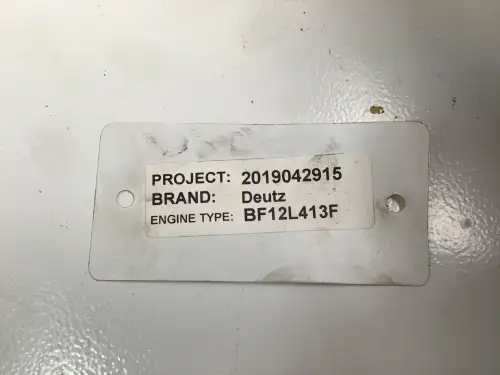 PROJECT: 2019042915
BRAND: Deutz
ENGINE TYPE: BF12L413F